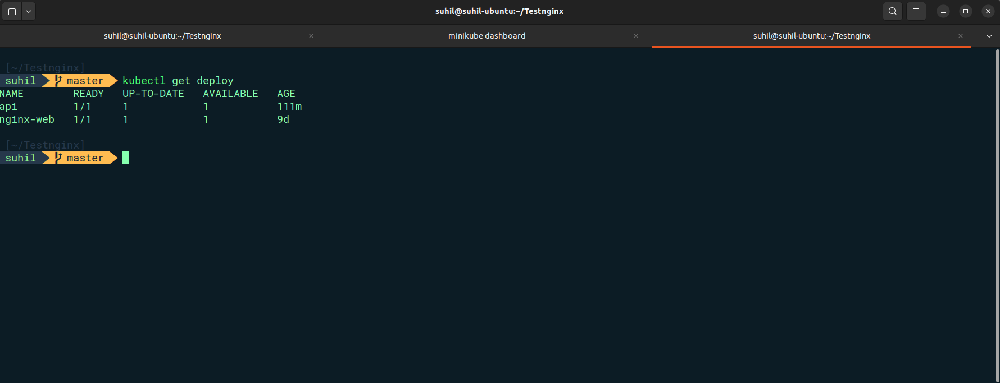 suhil@suhil-ubuntu:~/Testnginx
suhil@suhil-ubuntu:~/Testnginx minikube dashboard suhil@suhil-ubuntu:~/Testnginx
[~/Testnginx]
suhil master kubectl get deploy
NAME READY UP-TO-DATE AVAILABLE AGE
api 1/1 1 1 111m
nginx-web 1/1 1 1 9d
[~/Testnginx]
suhil master